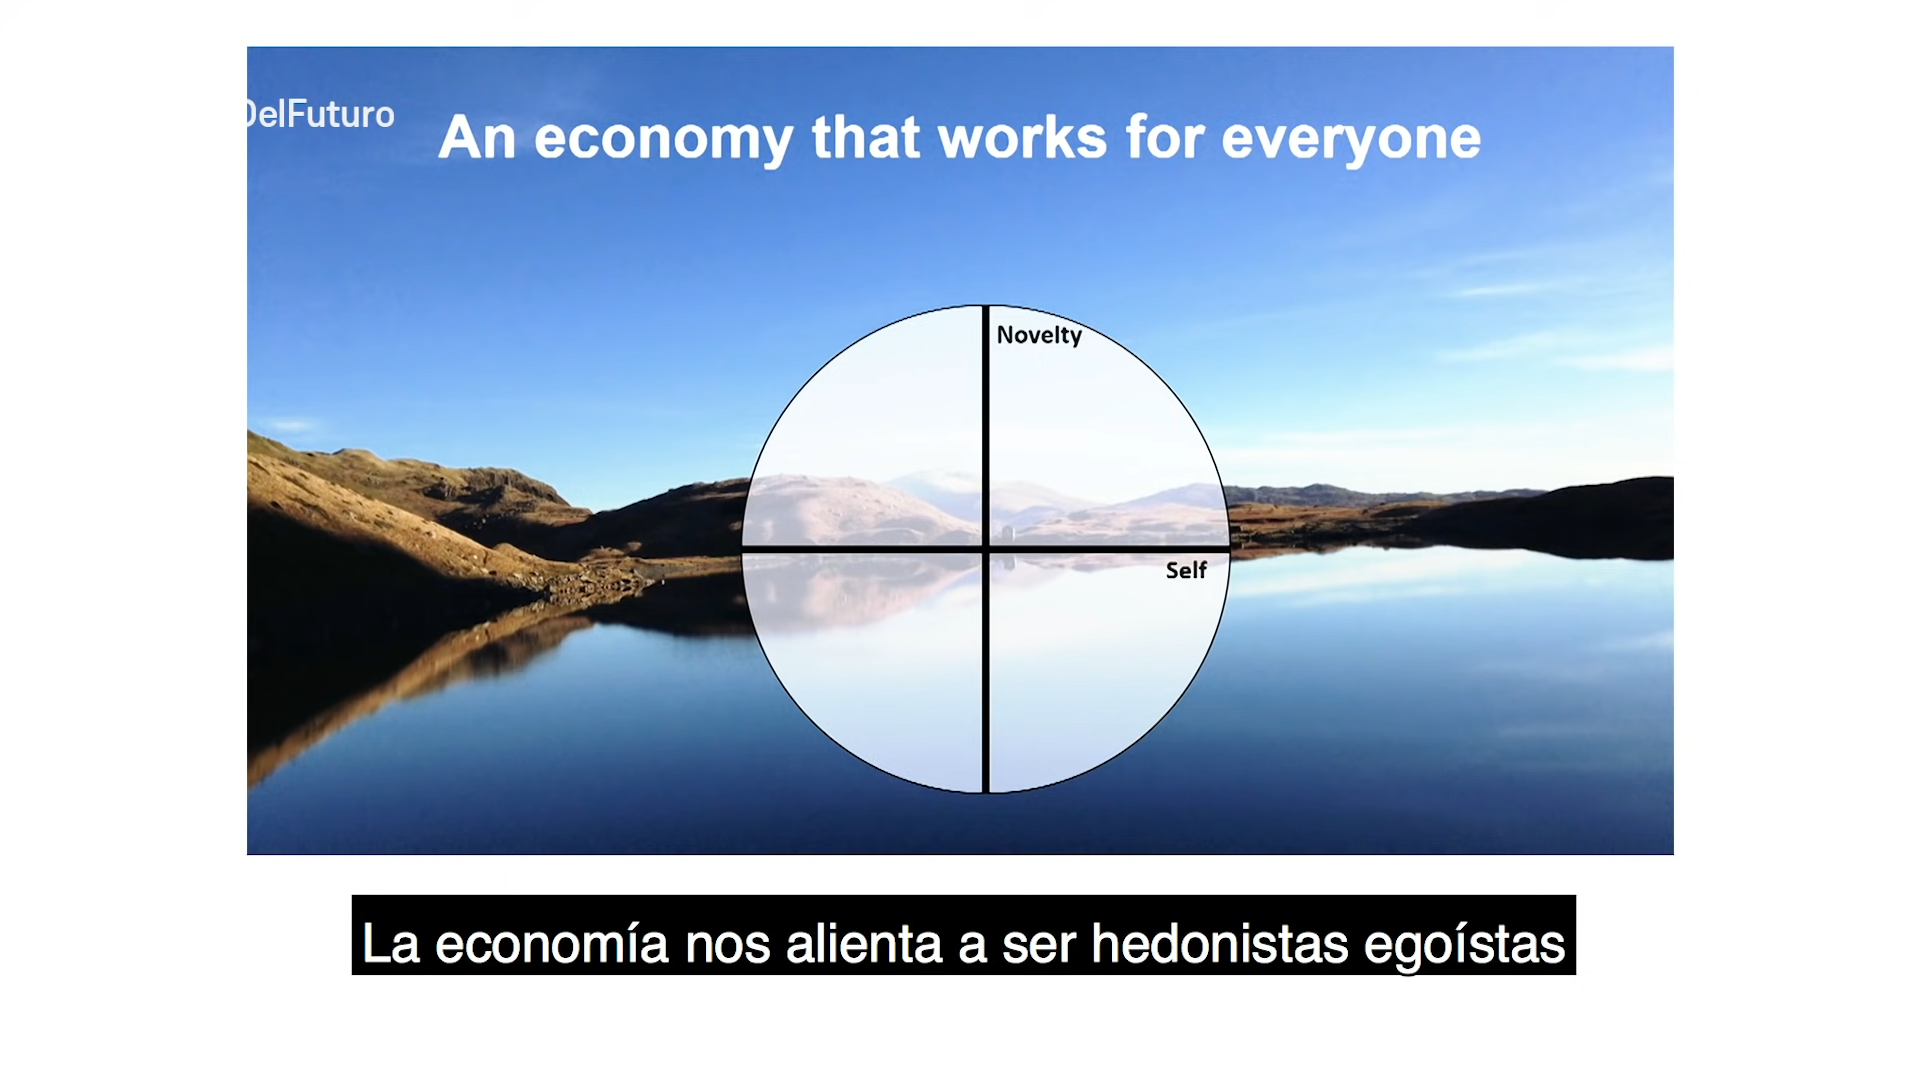 DelFuturo
An economy that works for everyone
Novelty
Self
La economía nos alienta a ser hedonistas egoístas